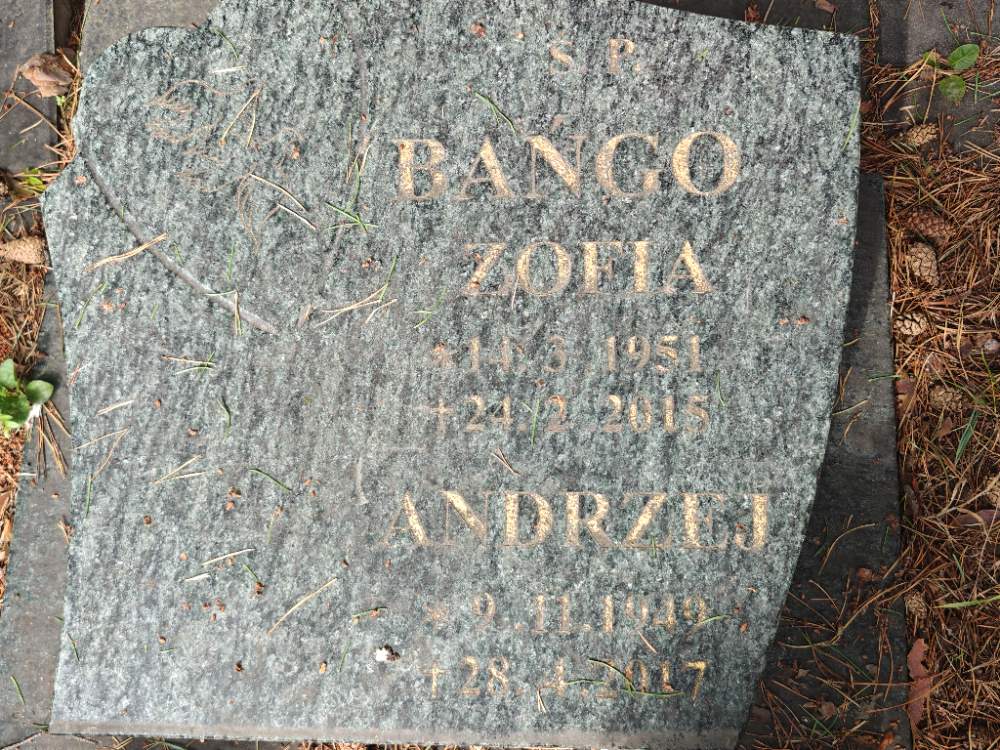 Ś. P.
BANGO
ZOFIA
* 14. 3. 1951
† 24. 2. 2015
ANDRZEJ
* 9. 11. 1949
† 28. 4. 2017